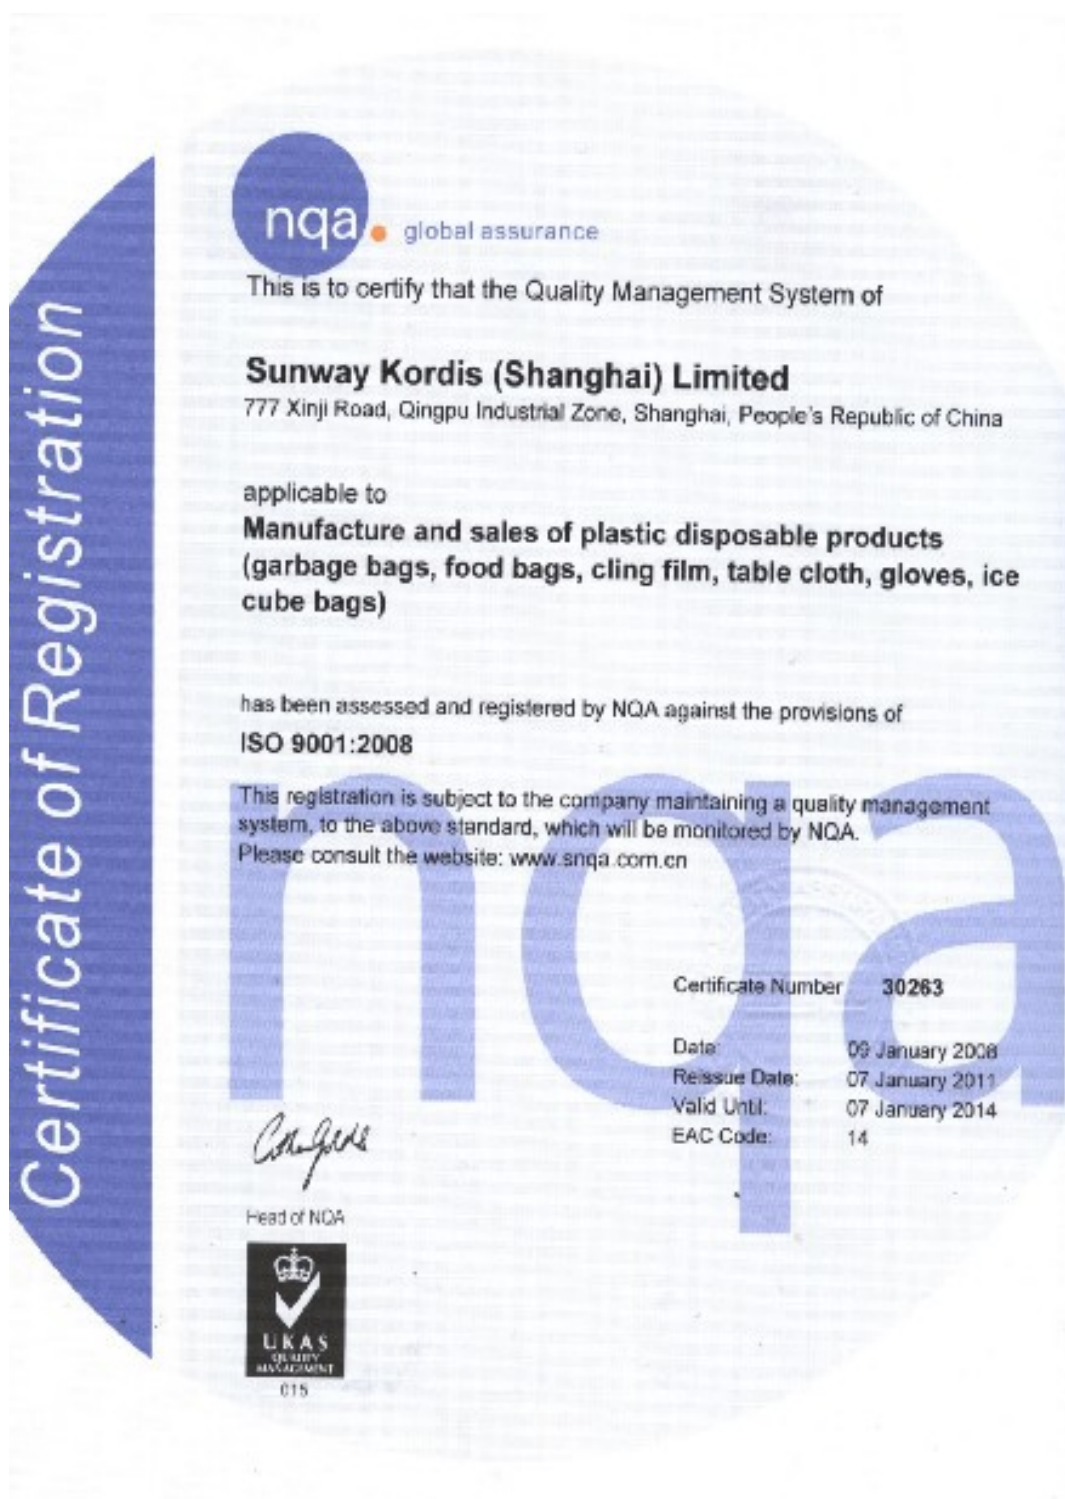 Certificate of Registration
nqa.
global assurance
This is to certify that the Quality Management System of
Sunway Kordis (Shanghai) Limited
777 Xinji Road, Qingpu Industrial Zone, Shanghai, People's Republic of China
applicable to
Manufacture and sales of plastic disposable products
(garbage bags, food bags, cling film, table cloth, gloves, ice
cube bags)
has been assessed and registered by NQA against the provisions of
ISO 9001:2008
This registration is subject to the company maintaining a quality management
system, to the above standard, which will be monitored by NQA.
Please consult the website: www.snqa.com.cn
nqa
Certificate Number 30263
Date: 09 January 2008
Reissue Date: 07 January 2011
Valid Until: 07 January 2014
EAC Code: 14
Head of NQA
UKAS
QUALITY
MANAGEMENT
015